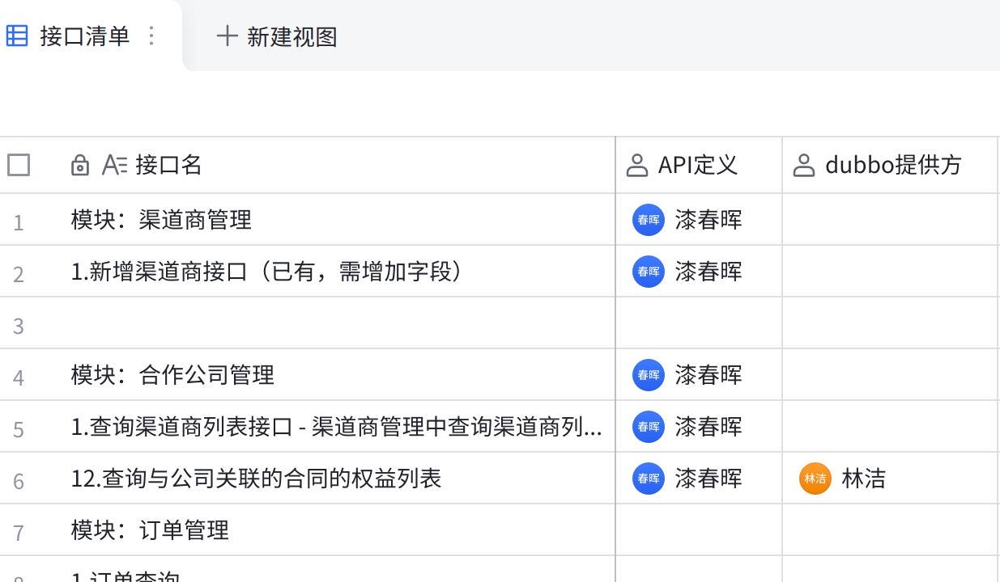 接口清单 新建视图
接口名 API定义 dubbo提供方
1 模块：渠道商管理 春晖 漆春晖
2 1.新增渠道商接口（已有，需增加字段） 春晖 漆春晖
3
4 模块：合作公司管理 春晖 漆春晖
5 1.查询渠道商列表接口 - 渠道商管理中查询渠道商列... 春晖 漆春晖
6 12.查询与公司关联的合同的权益列表 春晖 漆春晖 林洁 林洁
7 模块：订单管理
8 1.订单查询